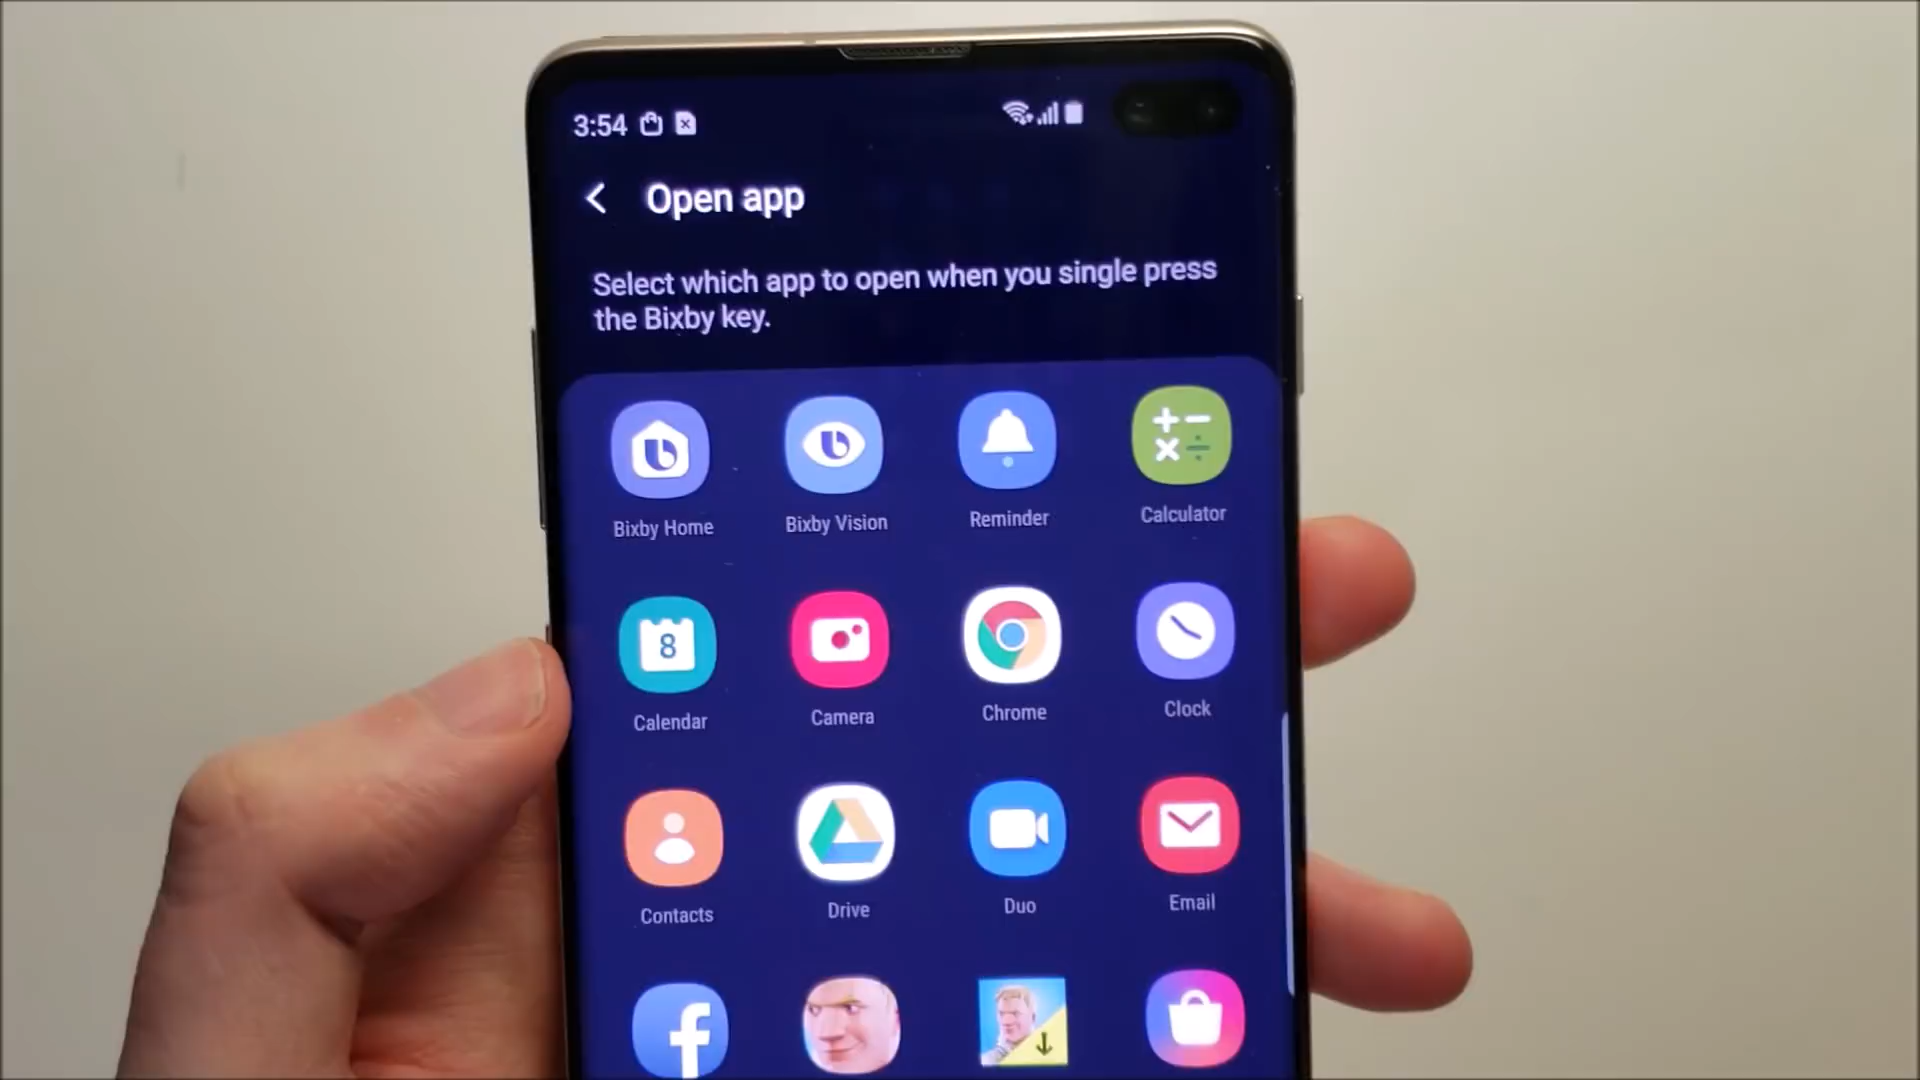 3:54
Open app
Select which app to open when you single press
the Bixby key.
Bixby Home
Bixby Vision
Reminder
Calculator
8
Calendar
Camera
Chrome
Clock
Contacts
Drive
Duo
Email